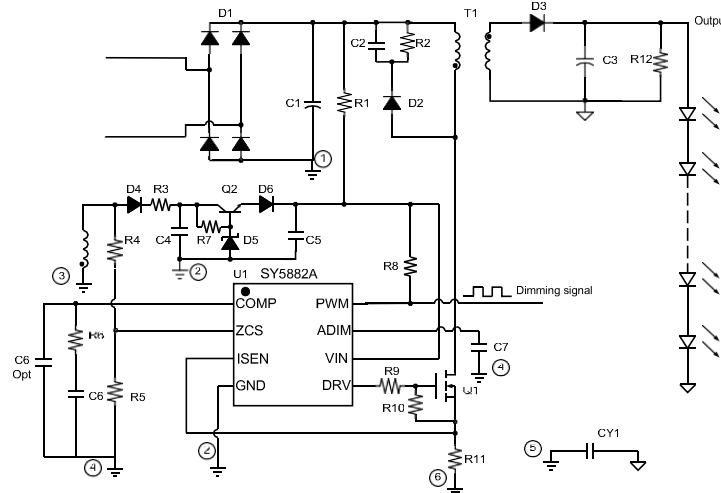 D1
T1
D3
Outpu
C2
R2
C3
R12
C1
R1
D2
1
D4
R3
Q2
D6
R4
C4
R7
D5
C5
R8
3
2
U1
SY5882A
Dimming signal
COMP
PWM
ZCS
ADIM
ISEN
VIN
GND
DRV
C6
Opt
C6
R5
C7
4
R9
R10
Q1
4
2
R11
6
5
CY1